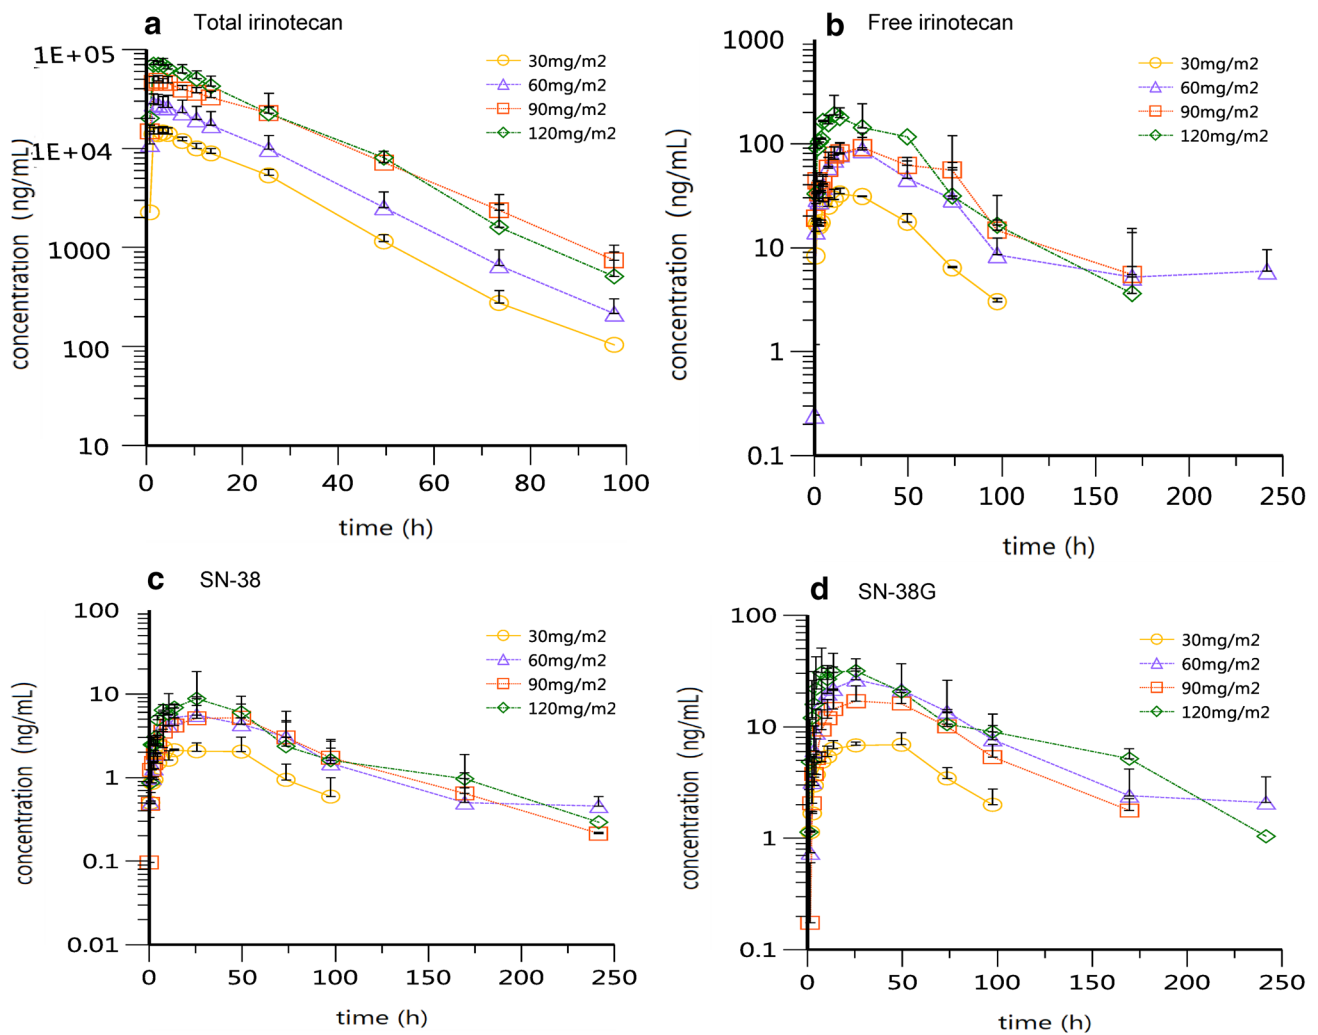 a Total irinotecan
1E+05
1E+04
1000
100
10
concentration (ng/mL)
30mg/m2
60mg/m2
90mg/m2
120mg/m2
0 20 40 60 80 100
time (h)
b Free irinotecan
1000
100
10
1
0.1
concentration (ng/mL)
30mg/m2
60mg/m2
90mg/m2
120mg/m2
0 50 100 150 200 250
time (h)
c SN-38
100
10
1
0.1
0.01
concentration (ng/mL)
30mg/m2
60mg/m2
90mg/m2
120mg/m2
0 50 100 150 200 250
time (h)
d SN-38G
100
10
1
0.1
concentration (ng/mL)
30mg/m2
60mg/m2
90mg/m2
120mg/m2
0 50 100 150 200 250
time (h)